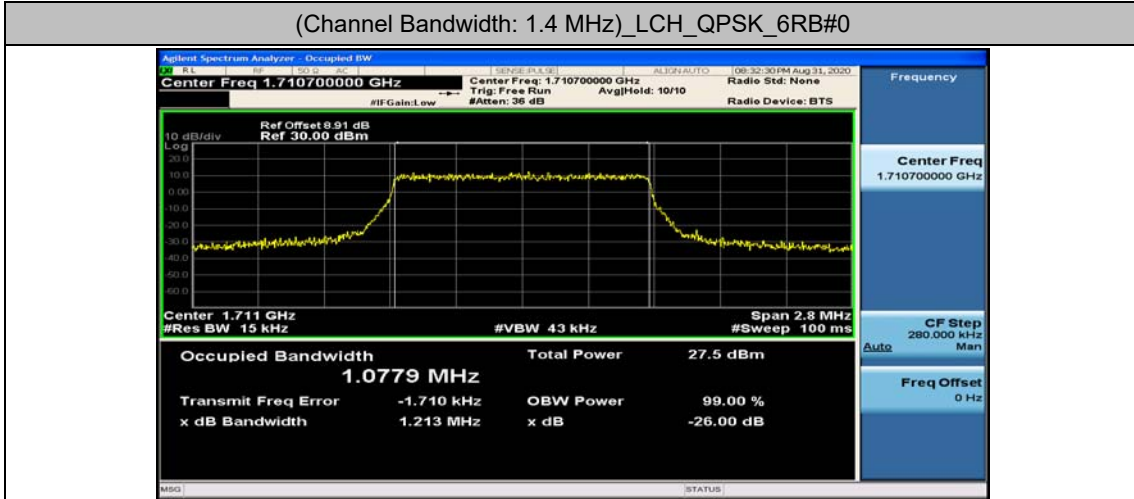 (Channel Bandwidth: 1.4 MHz)_LCH_QPSK_6RB#0
Agilent Spectrum Analyzer - Occupied BW
RL RF 50 Ω AC SENSE:PULSE ALIGN AUTO 08:32:30 PM Aug 31, 2020
Center Freq 1.710700000 GHz
Center Freq: 1.710700000 GHz
Radio Std: None
Trig: Free Run Avg|Hold: 10/10
#IFGain:Low
#Atten: 36 dB
Radio Device: BTS
Frequency
Ref Offset 8.91 dB
10 dB/div Ref 30.00 dBm
Log
20.0
10.0
0.00
-10.0
-20.0
-30.0
-40.0
-50.0
-60.0
Center 1.711 GHz Span 2.8 MHz
#Res BW 15 kHz #VBW 43 kHz #Sweep 100 ms
Occupied Bandwidth Total Power 27.5 dBm
1.0779 MHz
Transmit Freq Error -1.710 kHz OBW Power 99.00 %
x dB Bandwidth 1.213 MHz x dB -26.00 dB
Center Freq
1.710700000 GHz
CF Step
280.000 kHz
Auto Man
Freq Offset
0 Hz
MSG STATUS